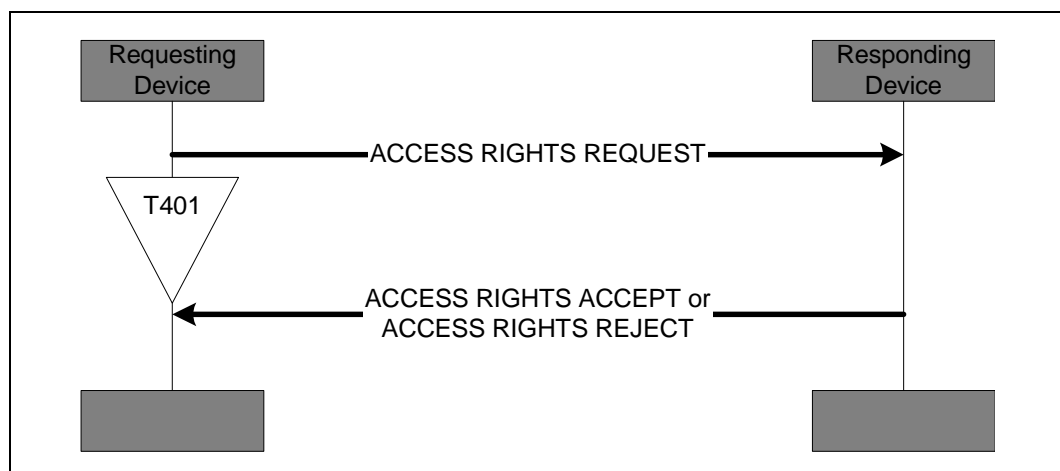 Requesting
Device
Responding
Device
ACCESS RIGHTS REQUEST
T401
ACCESS RIGHTS ACCEPT or
ACCESS RIGHTS REJECT